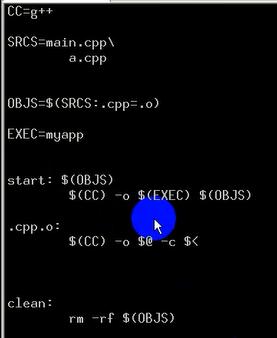 CC=g++
SRCS=main.cpp\
a.cpp
OBJS=$(SRCS:.cpp=.o)
EXEC=myapp
start: $(OBJS)
$(CC) -o $(EXEC) $(OBJS)
.cpp.o:
$(CC) -o $@ -c $<
clean:
rm -rf $(OBJS)